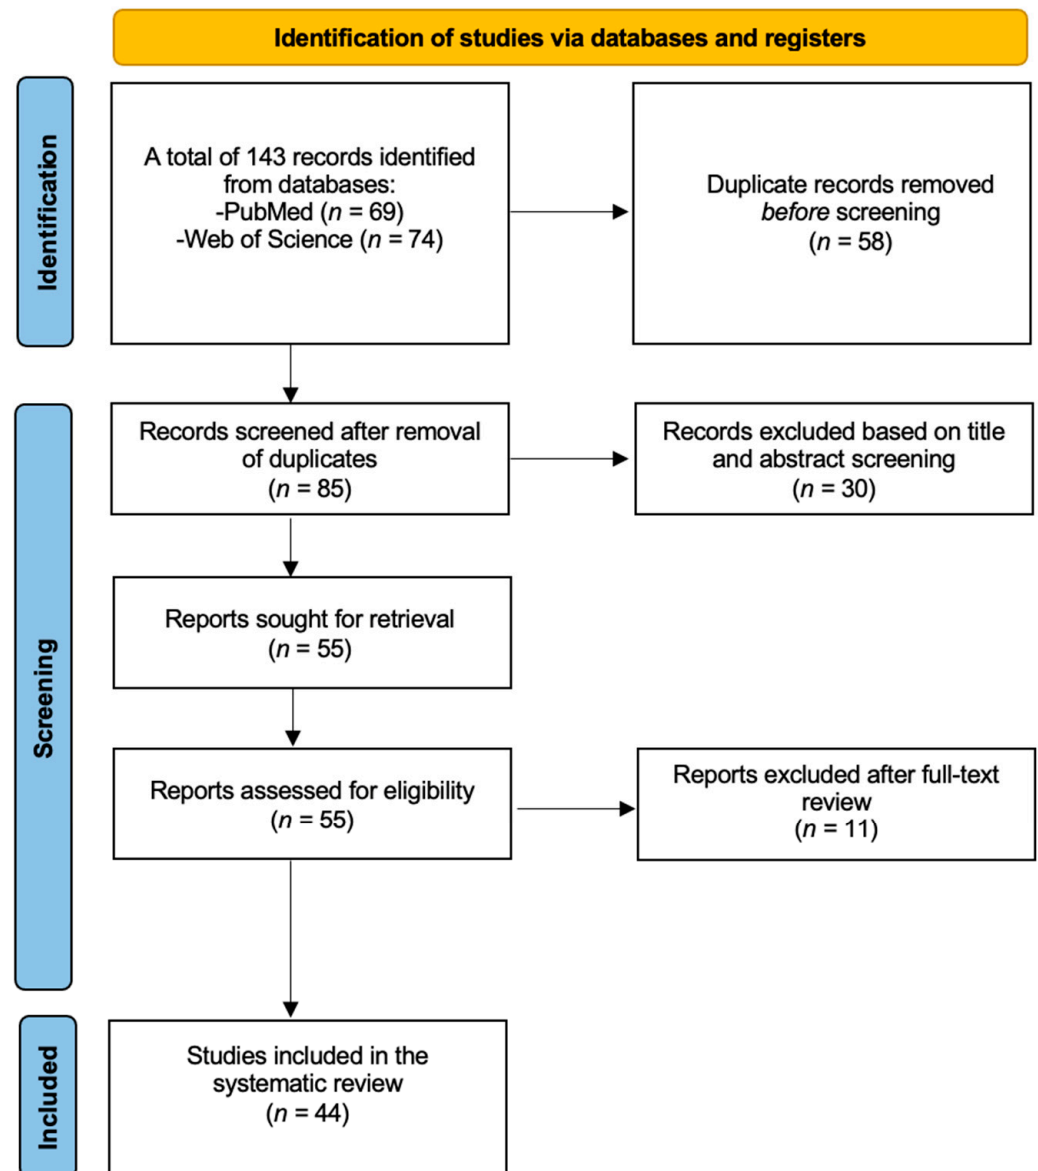 Identification of studies via databases and registers
Identification
A total of 143 records identified
from databases:
-PubMed (n = 69)
-Web of Science (n = 74)
Duplicate records removed
before screening
(n = 58)
Screening
Records screened after removal
of duplicates
(n = 85)
Records excluded based on title
and abstract screening
(n = 30)
Reports sought for retrieval
(n = 55)
Reports assessed for eligibility
(n = 55)
Reports excluded after full-text
review
(n = 11)
Included
Studies included in the
systematic review
(n = 44)